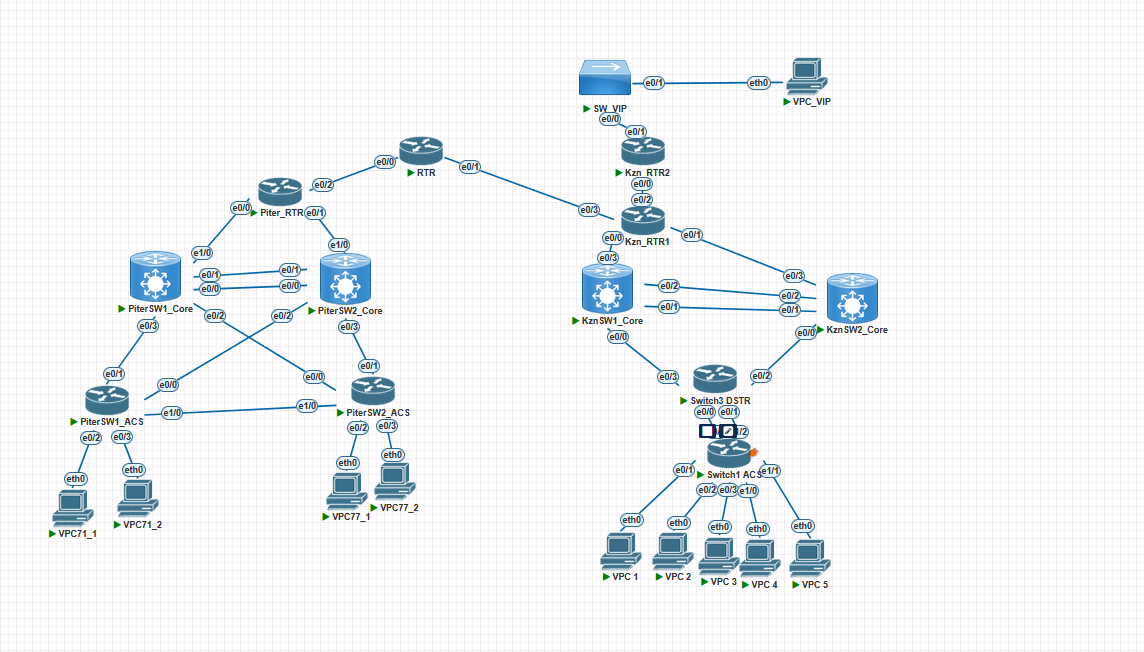 e0/1
eth0
SW_VIP
VPC_VIP
e0/0
e0/1
e0/0
RTR
e0/1
Kzn_RTR2
e0/2
e0/0
e0/2
e0/0
Piter_RTR
e0/1
e0/3
Kzn_RTR1
e0/1
e0/0
e1/0
e1/0
e0/3
e0/1
e0/1
e0/3
e0/0
e0/0
e0/2
e0/2
e0/1
e0/1
PiterSW1_Core
PiterSW2_Core
KznSW1_Core
KznSW2_Core
e0/2
e0/2
e0/3
e0/3
e0/0
e0/0
e0/1
e0/1
e0/0
e0/0
e0/3
e0/2
Switch3 DSTR
e1/0
e1/0
e0/0
e0/1
PiterSW1_ACS
PiterSW2_ACS
e0/2
e0/3
e0/2
e0/3
eth0
eth0
eth0
eth0
e0/1
Switch1 ACS
e1/1
e0/2
e0/3
e1/0
VPC71_1
VPC71_2
VPC77_1
VPC77_2
eth0
eth0
eth0
eth0
eth0
VPC 1
VPC 2
VPC 3
VPC 4
VPC 5